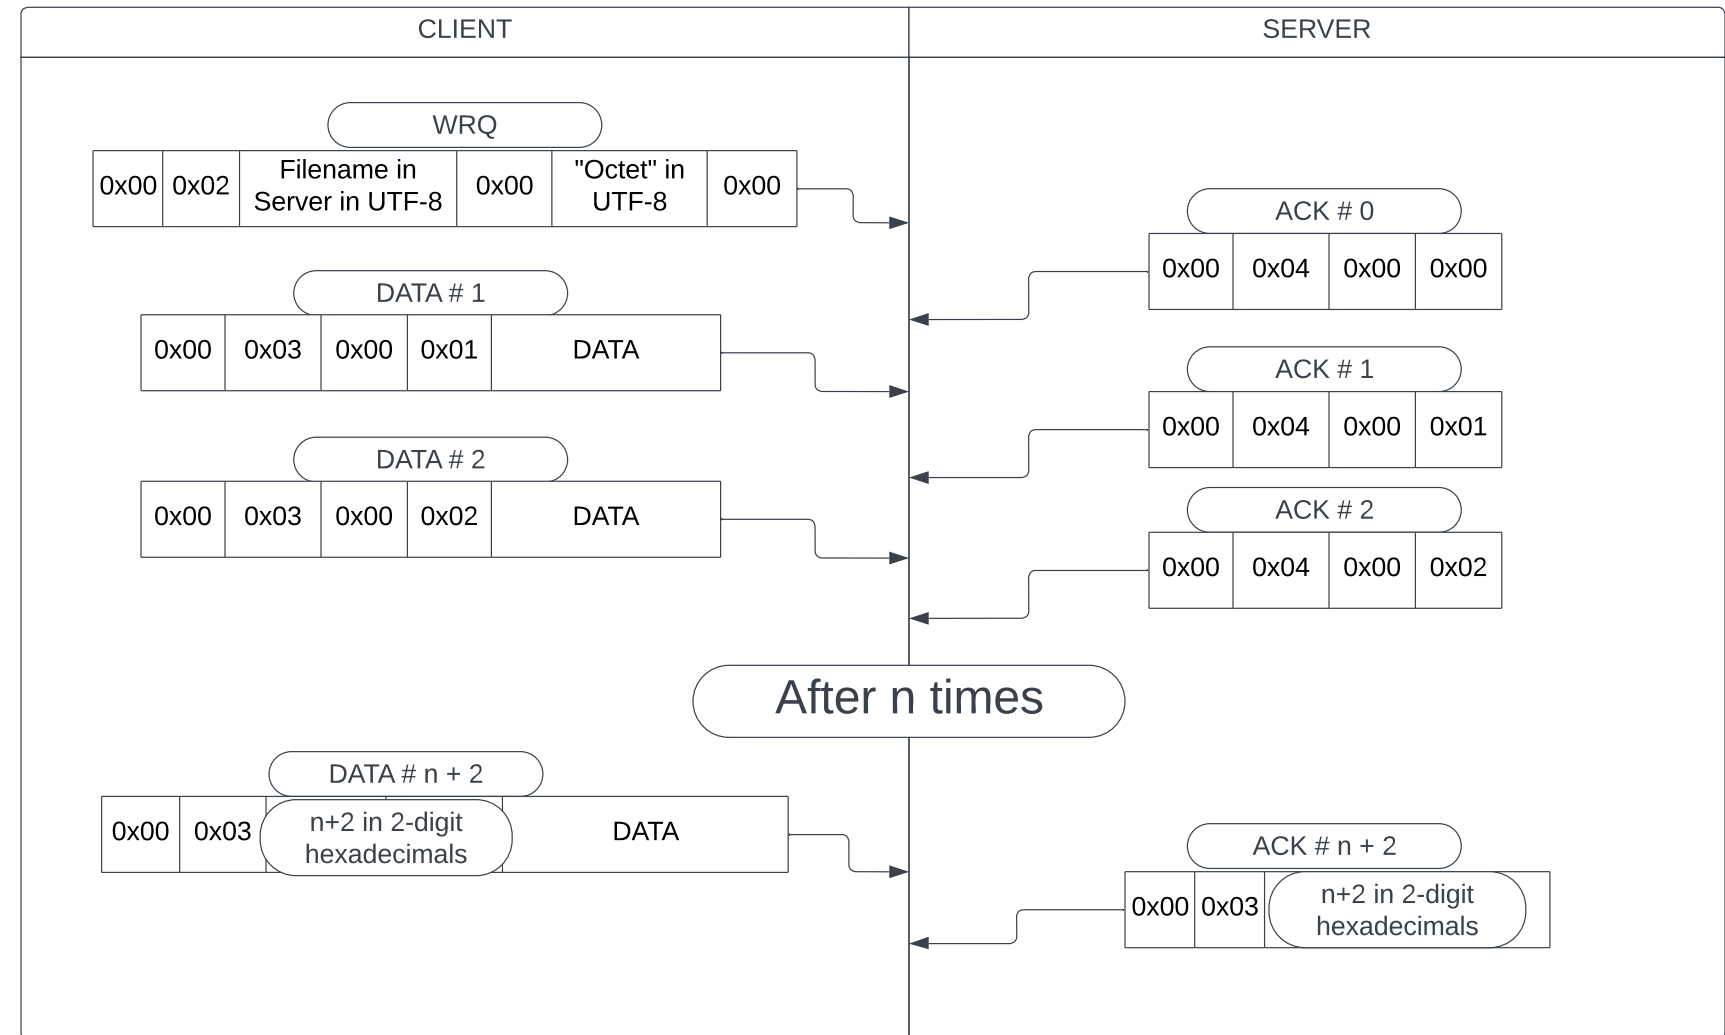 CLIENT
SERVER
WRQ
0x00 0x02 Filename in
Server in UTF-8 0x00 "Octet" in
UTF-8 0x00
ACK # 0
0x00 0x04 0x00 0x00
DATA # 1
0x00 0x03 0x00 0x01 DATA
ACK # 1
0x00 0x04 0x00 0x01
DATA # 2
0x00 0x03 0x00 0x02 DATA
ACK # 2
0x00 0x04 0x00 0x02
After n times
DATA # n + 2
0x00 0x03 n+2 in 2-digit
hexadecimals DATA
ACK # n + 2
0x00 0x03 n+2 in 2-digit
hexadecimals